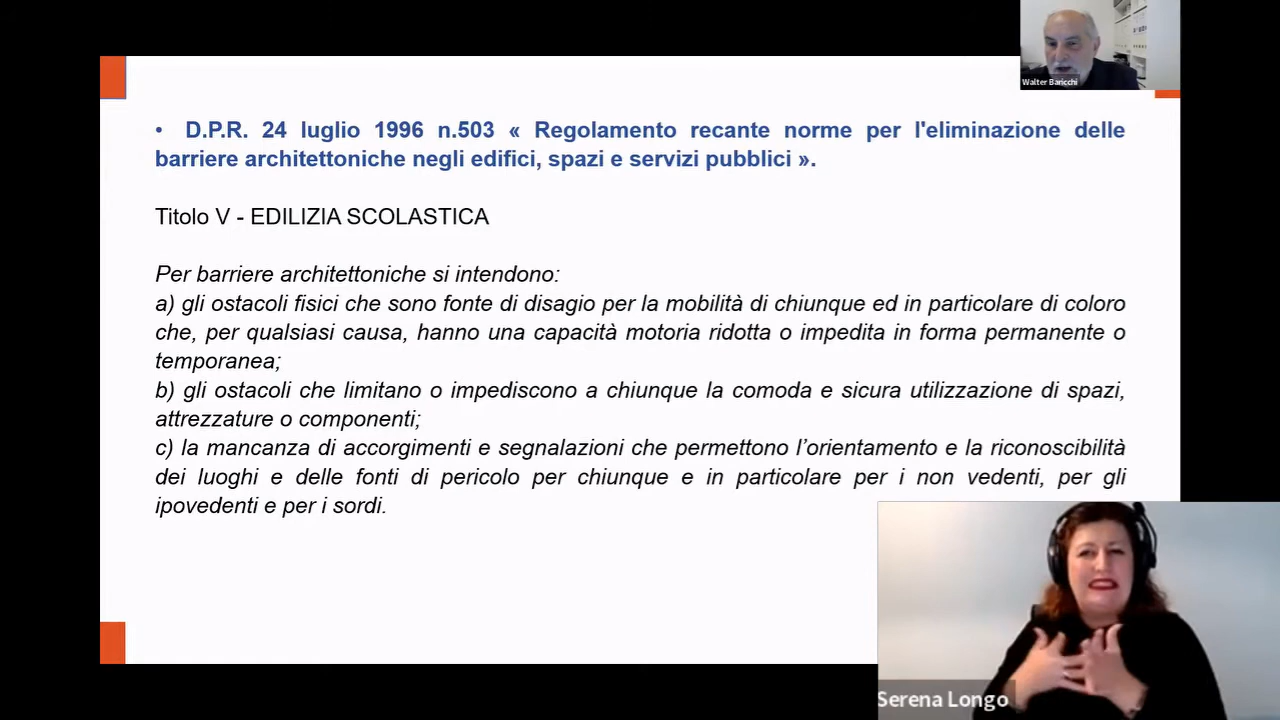 Walter Baricchi
• D.P.R. 24 luglio 1996 n.503 « Regolamento recante norme per l'eliminazione delle
barriere architettoniche negli edifici, spazi e servizi pubblici ».
Titolo V - EDILIZIA SCOLASTICA
Per barriere architettoniche si intendono:
a) gli ostacoli fisici che sono fonte di disagio per la mobilità di chiunque ed in particolare di coloro
che, per qualsiasi causa, hanno una capacità motoria ridotta o impedita in forma permanente o
temporanea;
b) gli ostacoli che limitano o impediscono a chiunque la comoda e sicura utilizzazione di spazi,
attrezzature o componenti;
c) la mancanza di accorgimenti e segnalazioni che permettono l’orientamento e la riconoscibilità
dei luoghi e delle fonti di pericolo per chiunque e in particolare per i non vedenti, per gli
ipovedenti e per i sordi.
Serena Longo